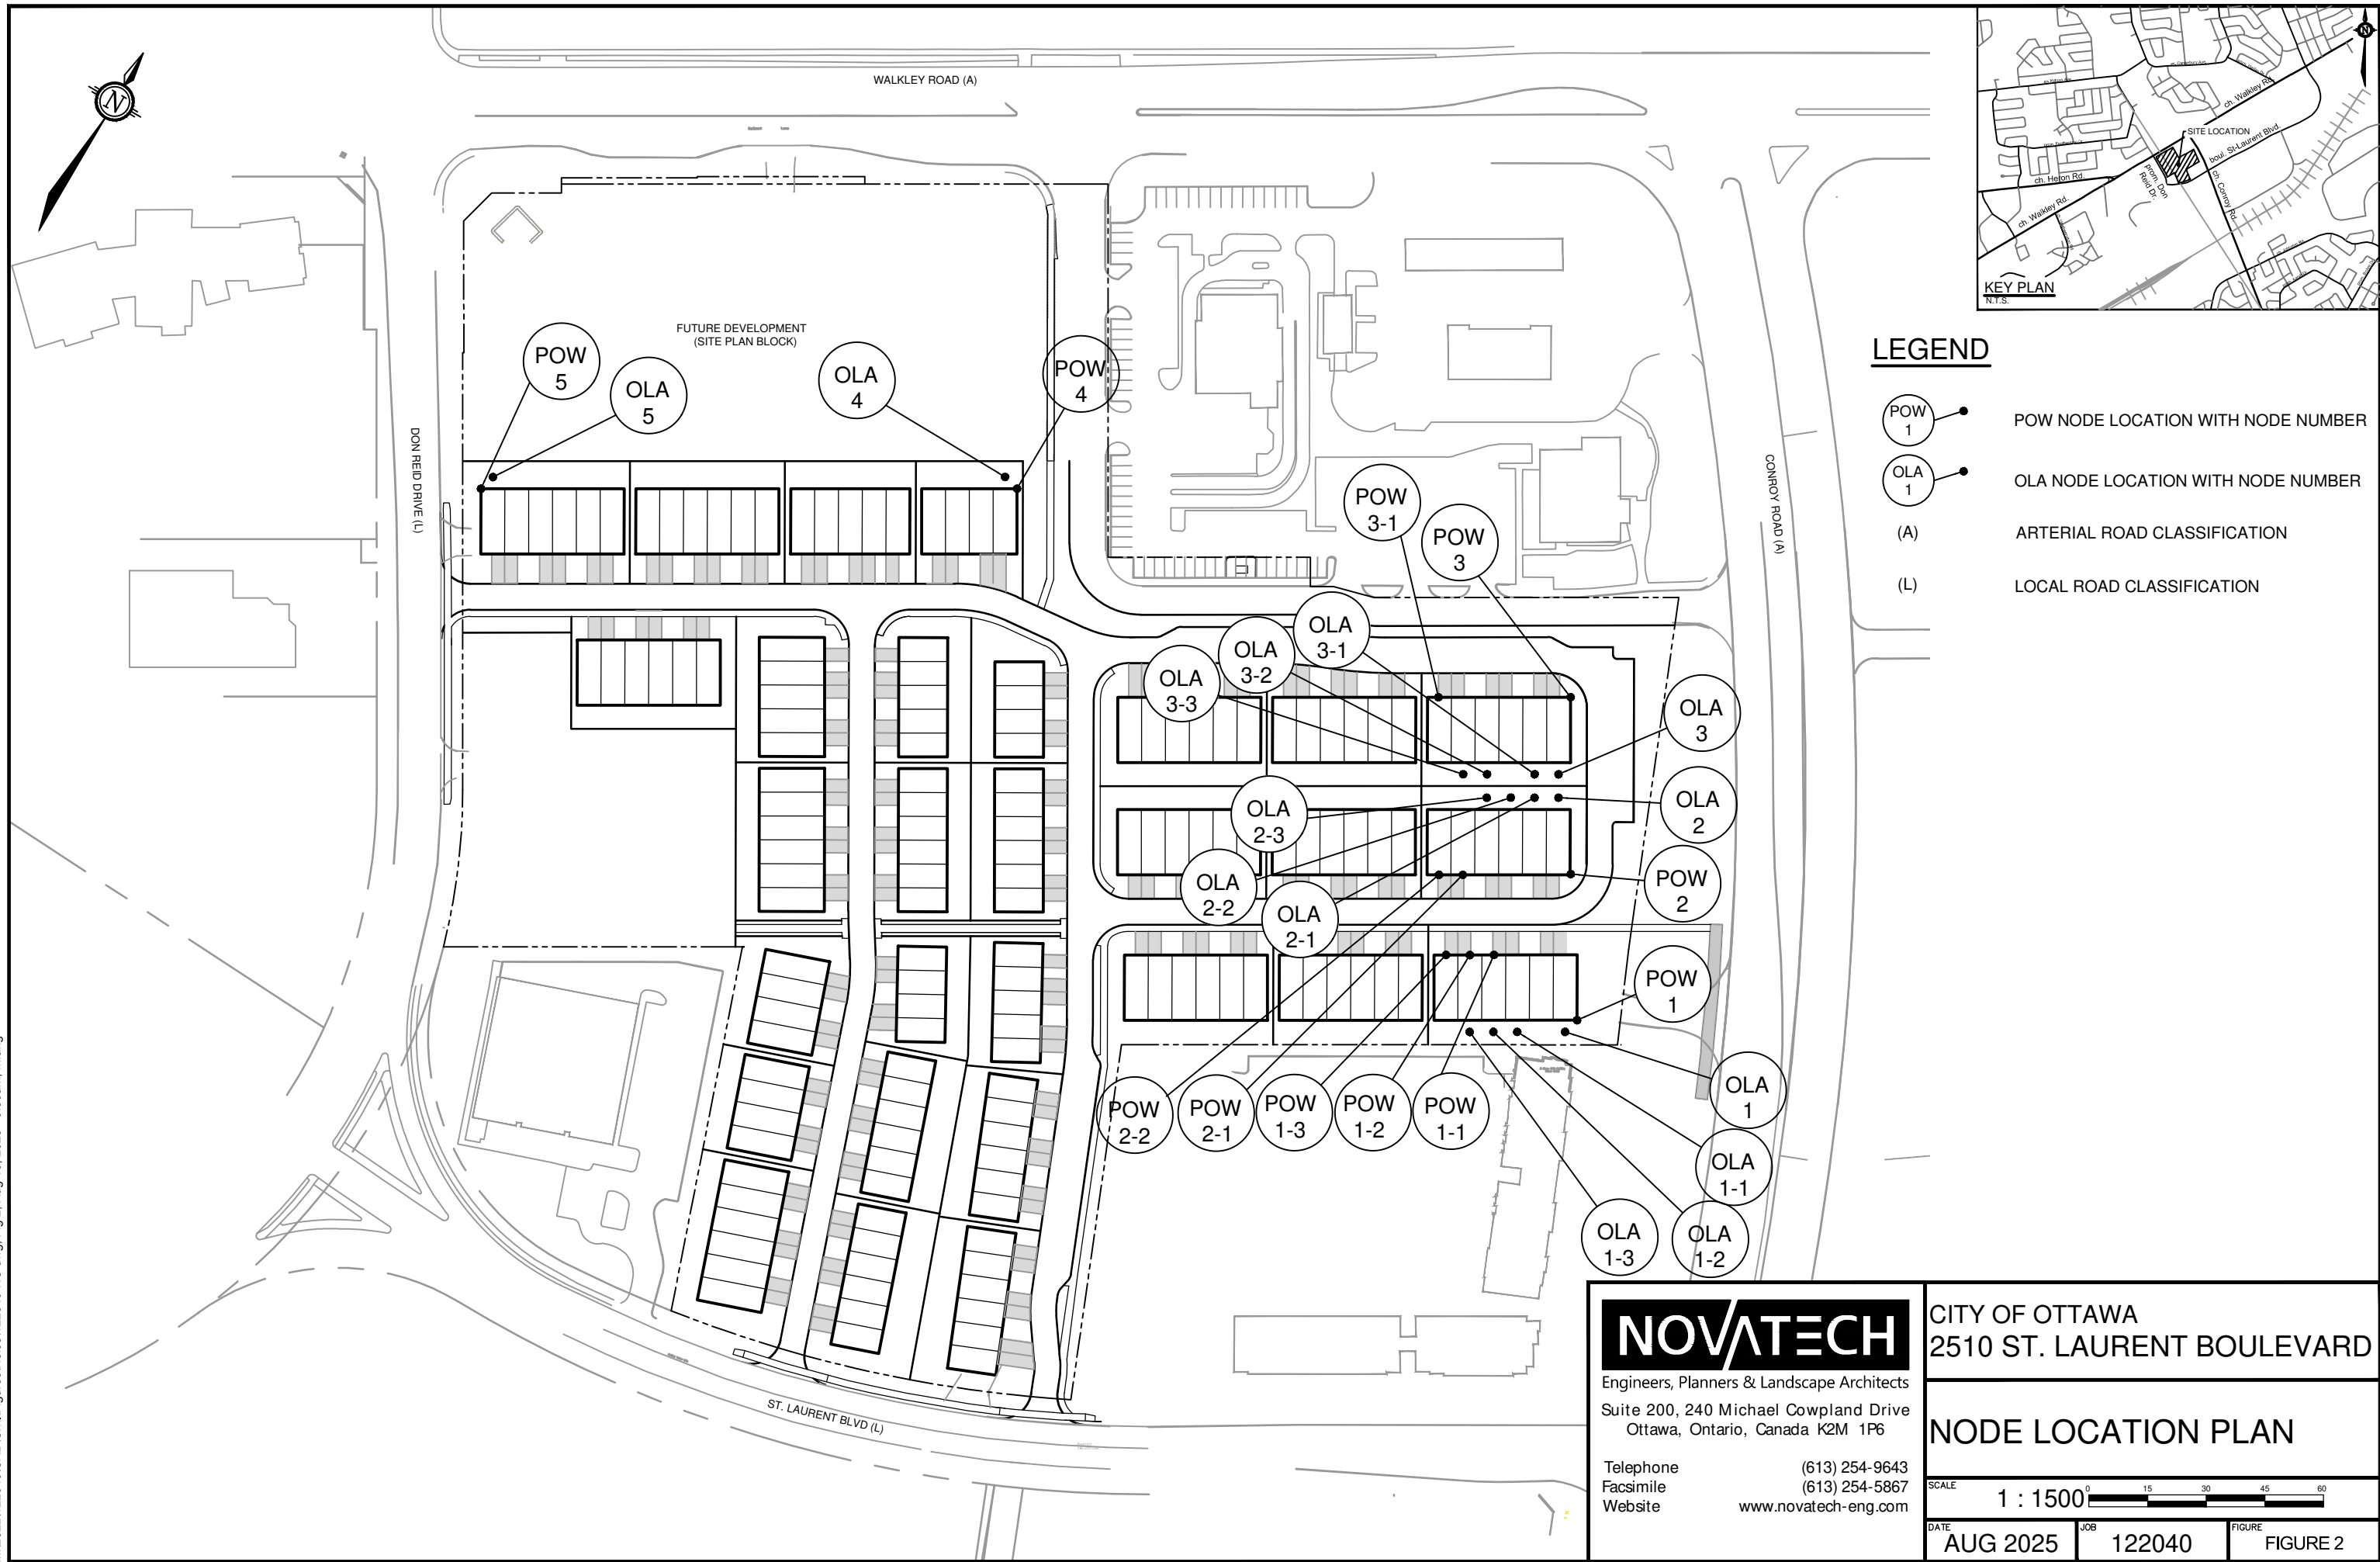 WALKLEY ROAD (A)
N
FUTURE DEVELOPMENT
(SITE PLAN BLOCK)
POW
5
OLA
5
OLA
4
POW
4
DON REID DRIVE (L)
CONROY ROAD (A)
POW
3-1
POW
3
OLA
3-1
OLA
3-2
OLA
3-3
OLA
3
OLA
2
OLA
2-3
OLA
2-2
OLA
2-1
POW
2
POW
1
OLA
1
POW
2-2
POW
2-1
POW
1-3
POW
1-2
POW
1-1
OLA
1-1
OLA
1-2
OLA
1-3
ST. LAURENT BLVD (L)
N
ch. Walkley Rd.
SITE LOCATION
boul. St-Laurent Blvd.
ch. Heron Rd.
prom. Don
Reid Dr.
ch. Conroy Rd.
ch. Walkley Rd.
KEY PLAN
N.T.S.
LEGEND
POW
1
POW NODE LOCATION WITH NODE NUMBER
OLA
1
OLA NODE LOCATION WITH NODE NUMBER
(A) ARTERIAL ROAD CLASSIFICATION
(L) LOCAL ROAD CLASSIFICATION
NOVATECH
Engineers, Planners & Landscape Architects
Suite 200, 240 Michael Cowpland Drive
Ottawa, Ontario, Canada K2M 1P6
Telephone (613) 254-9643
Facsimile (613) 254-5867
Website www.novatech-eng.com
CITY OF OTTAWA
2510 ST. LAURENT BOULEVARD
NODE LOCATION PLAN
SCALE
1 : 1500
0 15 30 45 60
DATE
AUG 2025
JOB
122040
FIGURE
FIGURE 2